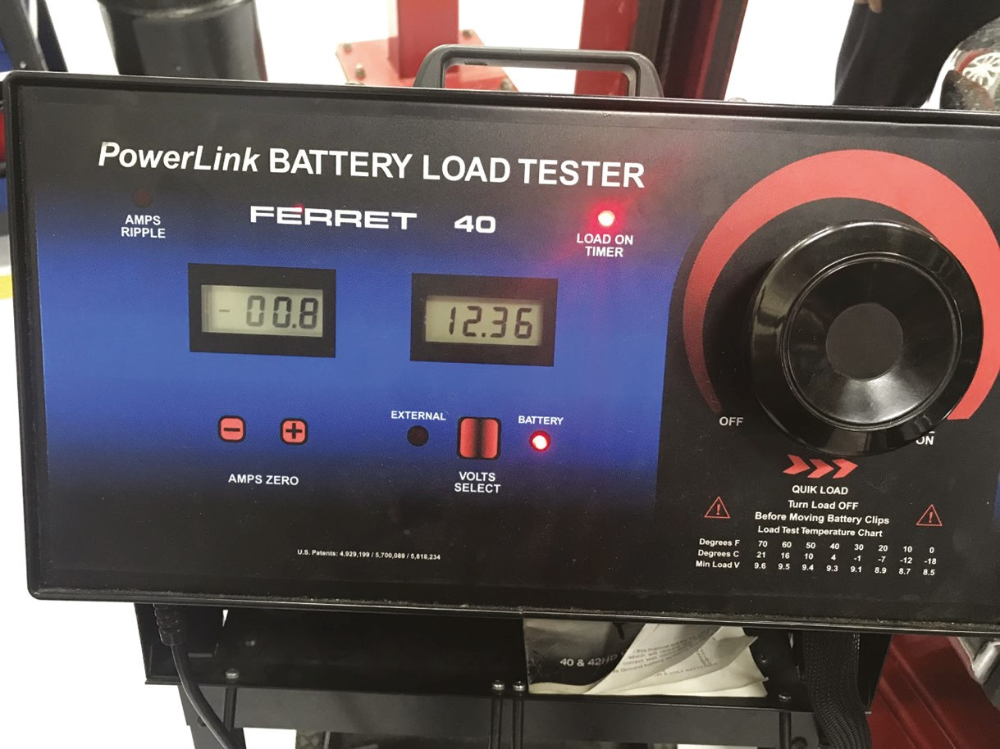 PowerLink BATTERY LOAD TESTER
AMPS
RIPPLE
FERRET 40
LOAD ON
TIMER
- 00.8
12.36
AMPS ZERO
EXTERNAL
BATTERY
VOLTS
SELECT
OFF
ON
QUIK LOAD
Turn Load OFF
Before Moving Battery Clips
Load Test Temperature Chart
Degrees F 70 60 50 40 30 20 10 0
Degrees C 21 16 10 4 -1 -7 -12 -18
Min Load V 9.6 9.5 9.4 9.3 9.1 8.9 8.7 8.5
U.S. Patents: 4,929,199 / 5,700,089 / 5,818,234
40 & 42HD